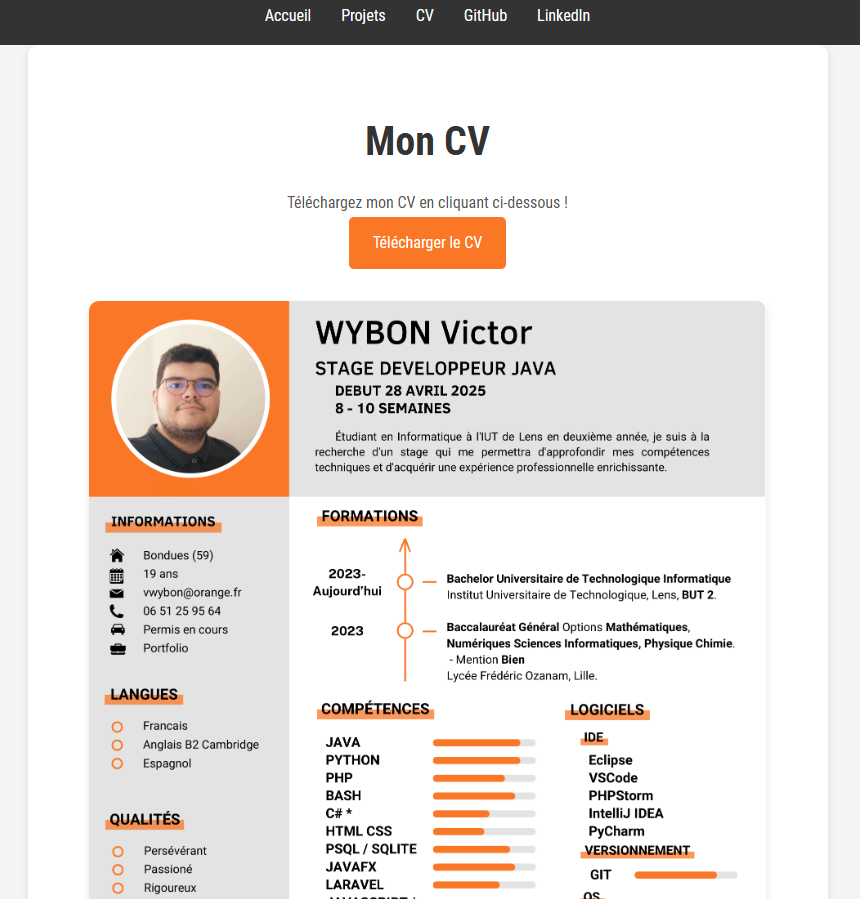 Accueil Projets CV GitHub LinkedIn
Mon CV
Téléchargez mon CV en cliquant ci-dessous !
Télécharger le CV
WYBON Victor
STAGE DEVELOPPEUR JAVA
DEBUT 28 AVRIL 2025
8 - 10 SEMAINES
Étudiant en Informatique à l'IUT de Lens en deuxième année, je suis à la
recherche d'un stage qui me permettra d'approfondir mes compétences
techniques et d'acquérir une expérience professionnelle enrichissante.
INFORMATIONS
Bondues (59)
19 ans
vwybon@orange.fr
06 51 25 95 64
Permis en cours
Portfolio
LANGUES
Francais
Anglais B2 Cambridge
Espagnol
QUALITÉS
Persévérant
Passioné
Rigoureux
FORMATIONS
2023-
Aujourd'hui
Bachelor Universitaire de Technologique Informatique
Institut Universitaire de Technologique, Lens, BUT 2.
2023
Baccalauréat Général Options Mathématiques,
Numériques Sciences Informatiques, Physique Chimie.
- Mention Bien
Lycée Frédéric Ozanam, Lille.
COMPÉTENCES
JAVA
PYTHON
PHP
BASH
C# *
HTML CSS
PSQL / SQLITE
JAVAFX
LARAVEL
LOGICIELS
IDE
Eclipse
VSCode
PHPStorm
IntelliJ IDEA
PyCharm
VERSIONNEMENT
GIT
OS